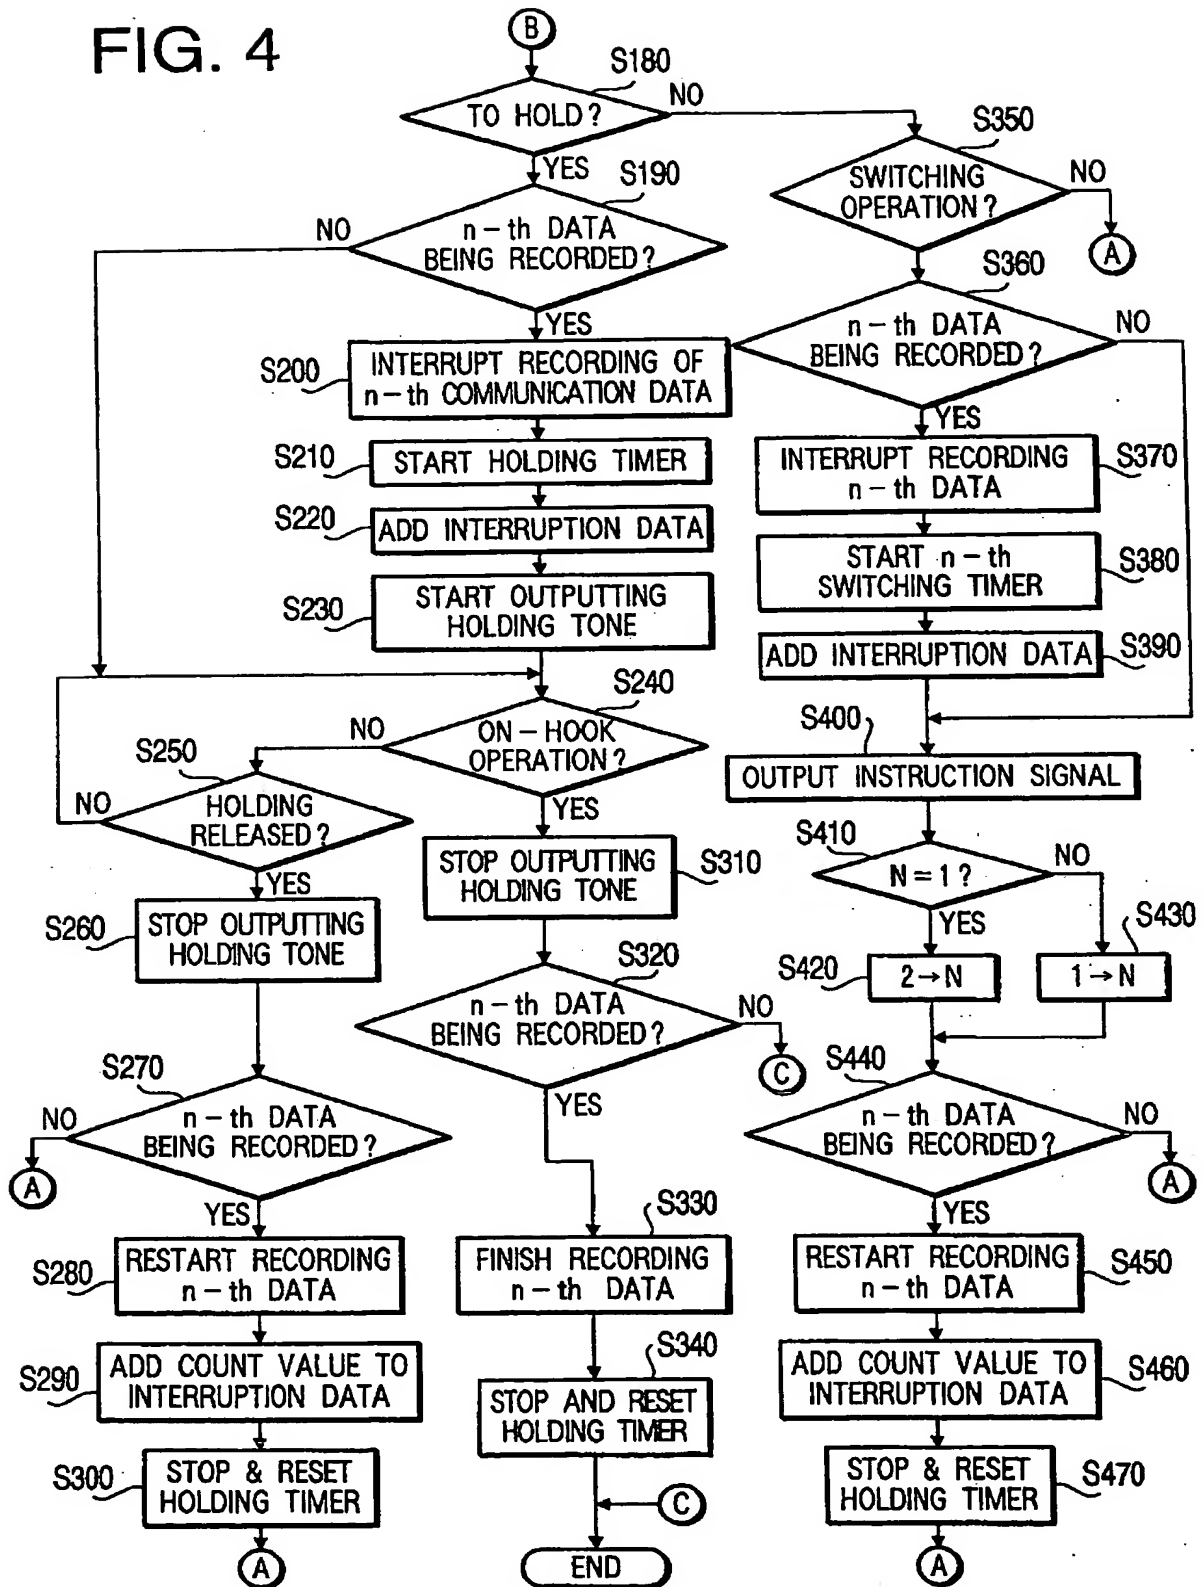 FIG. 4
B
S180
TO HOLD?
NO
YES
S350
SWITCHING
OPERATION?
NO
A
S190
n-th DATA
BEING RECORDED?
NO
YES
S360
n-th DATA
BEING RECORDED?
NO
YES
S200
INTERRUPT RECORDING OF
n-th COMMUNICATION DATA
S210
START HOLDING TIMER
S220
ADD INTERRUPTION DATA
S230
START OUTPUTTING
HOLDING TONE
S370
INTERRUPT RECORDING
n-th DATA
S380
START n-th
SWITCHING TIMER
S390
ADD INTERRUPTION DATA
S240
ON-HOOK
OPERATION?
NO
YES
S250
HOLDING
RELEASED?
NO
YES
S260
STOP OUTPUTTING
HOLDING TONE
S310
STOP OUTPUTTING
HOLDING TONE
S400
OUTPUT INSTRUCTION SIGNAL
S410
N=1?
NO
YES
S420
2→N
S430
1→N
S320
n-th DATA
BEING RECORDED?
NO
C
YES
S270
n-th DATA
BEING RECORDED?
NO
A
YES
S440
n-th DATA
BEING RECORDED?
NO
A
YES
S280
RESTART RECORDING
n-th DATA
S290
ADD COUNT VALUE TO
INTERRUPTION DATA
S300
STOP & RESET
HOLDING TIMER
A
S330
FINISH RECORDING
n-th DATA
S340
STOP AND RESET
HOLDING TIMER
C
END
S450
RESTART RECORDING
n-th DATA
S460
ADD COUNT VALUE TO
INTERRUPTION DATA
S470
STOP & RESET
HOLDING TIMER
A